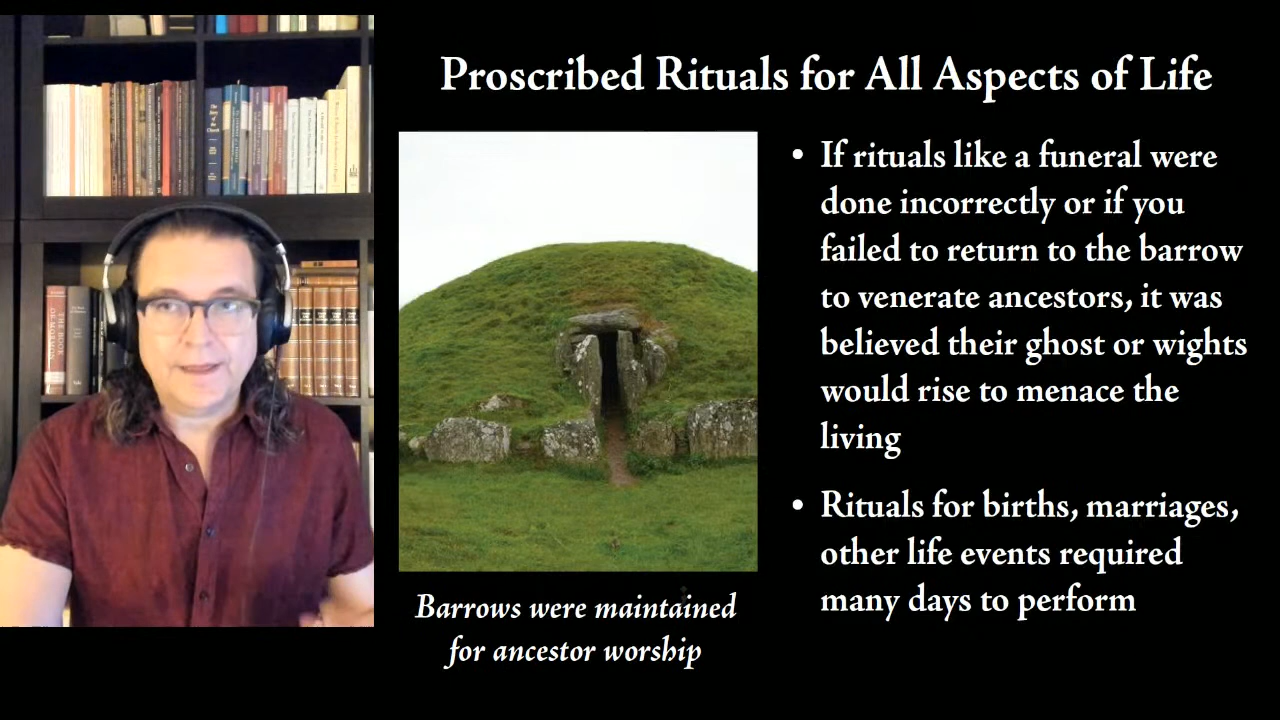 Proscribed Rituals for All Aspects of Life
• If rituals like a funeral were
done incorrectly or if you
failed to return to the barrow
to venerate ancestors, it was
believed their ghost or wights
would rise to menace the
living
• Rituals for births, marriages,
other life events required
many days to perform
Barrows were maintained
for ancestor worship